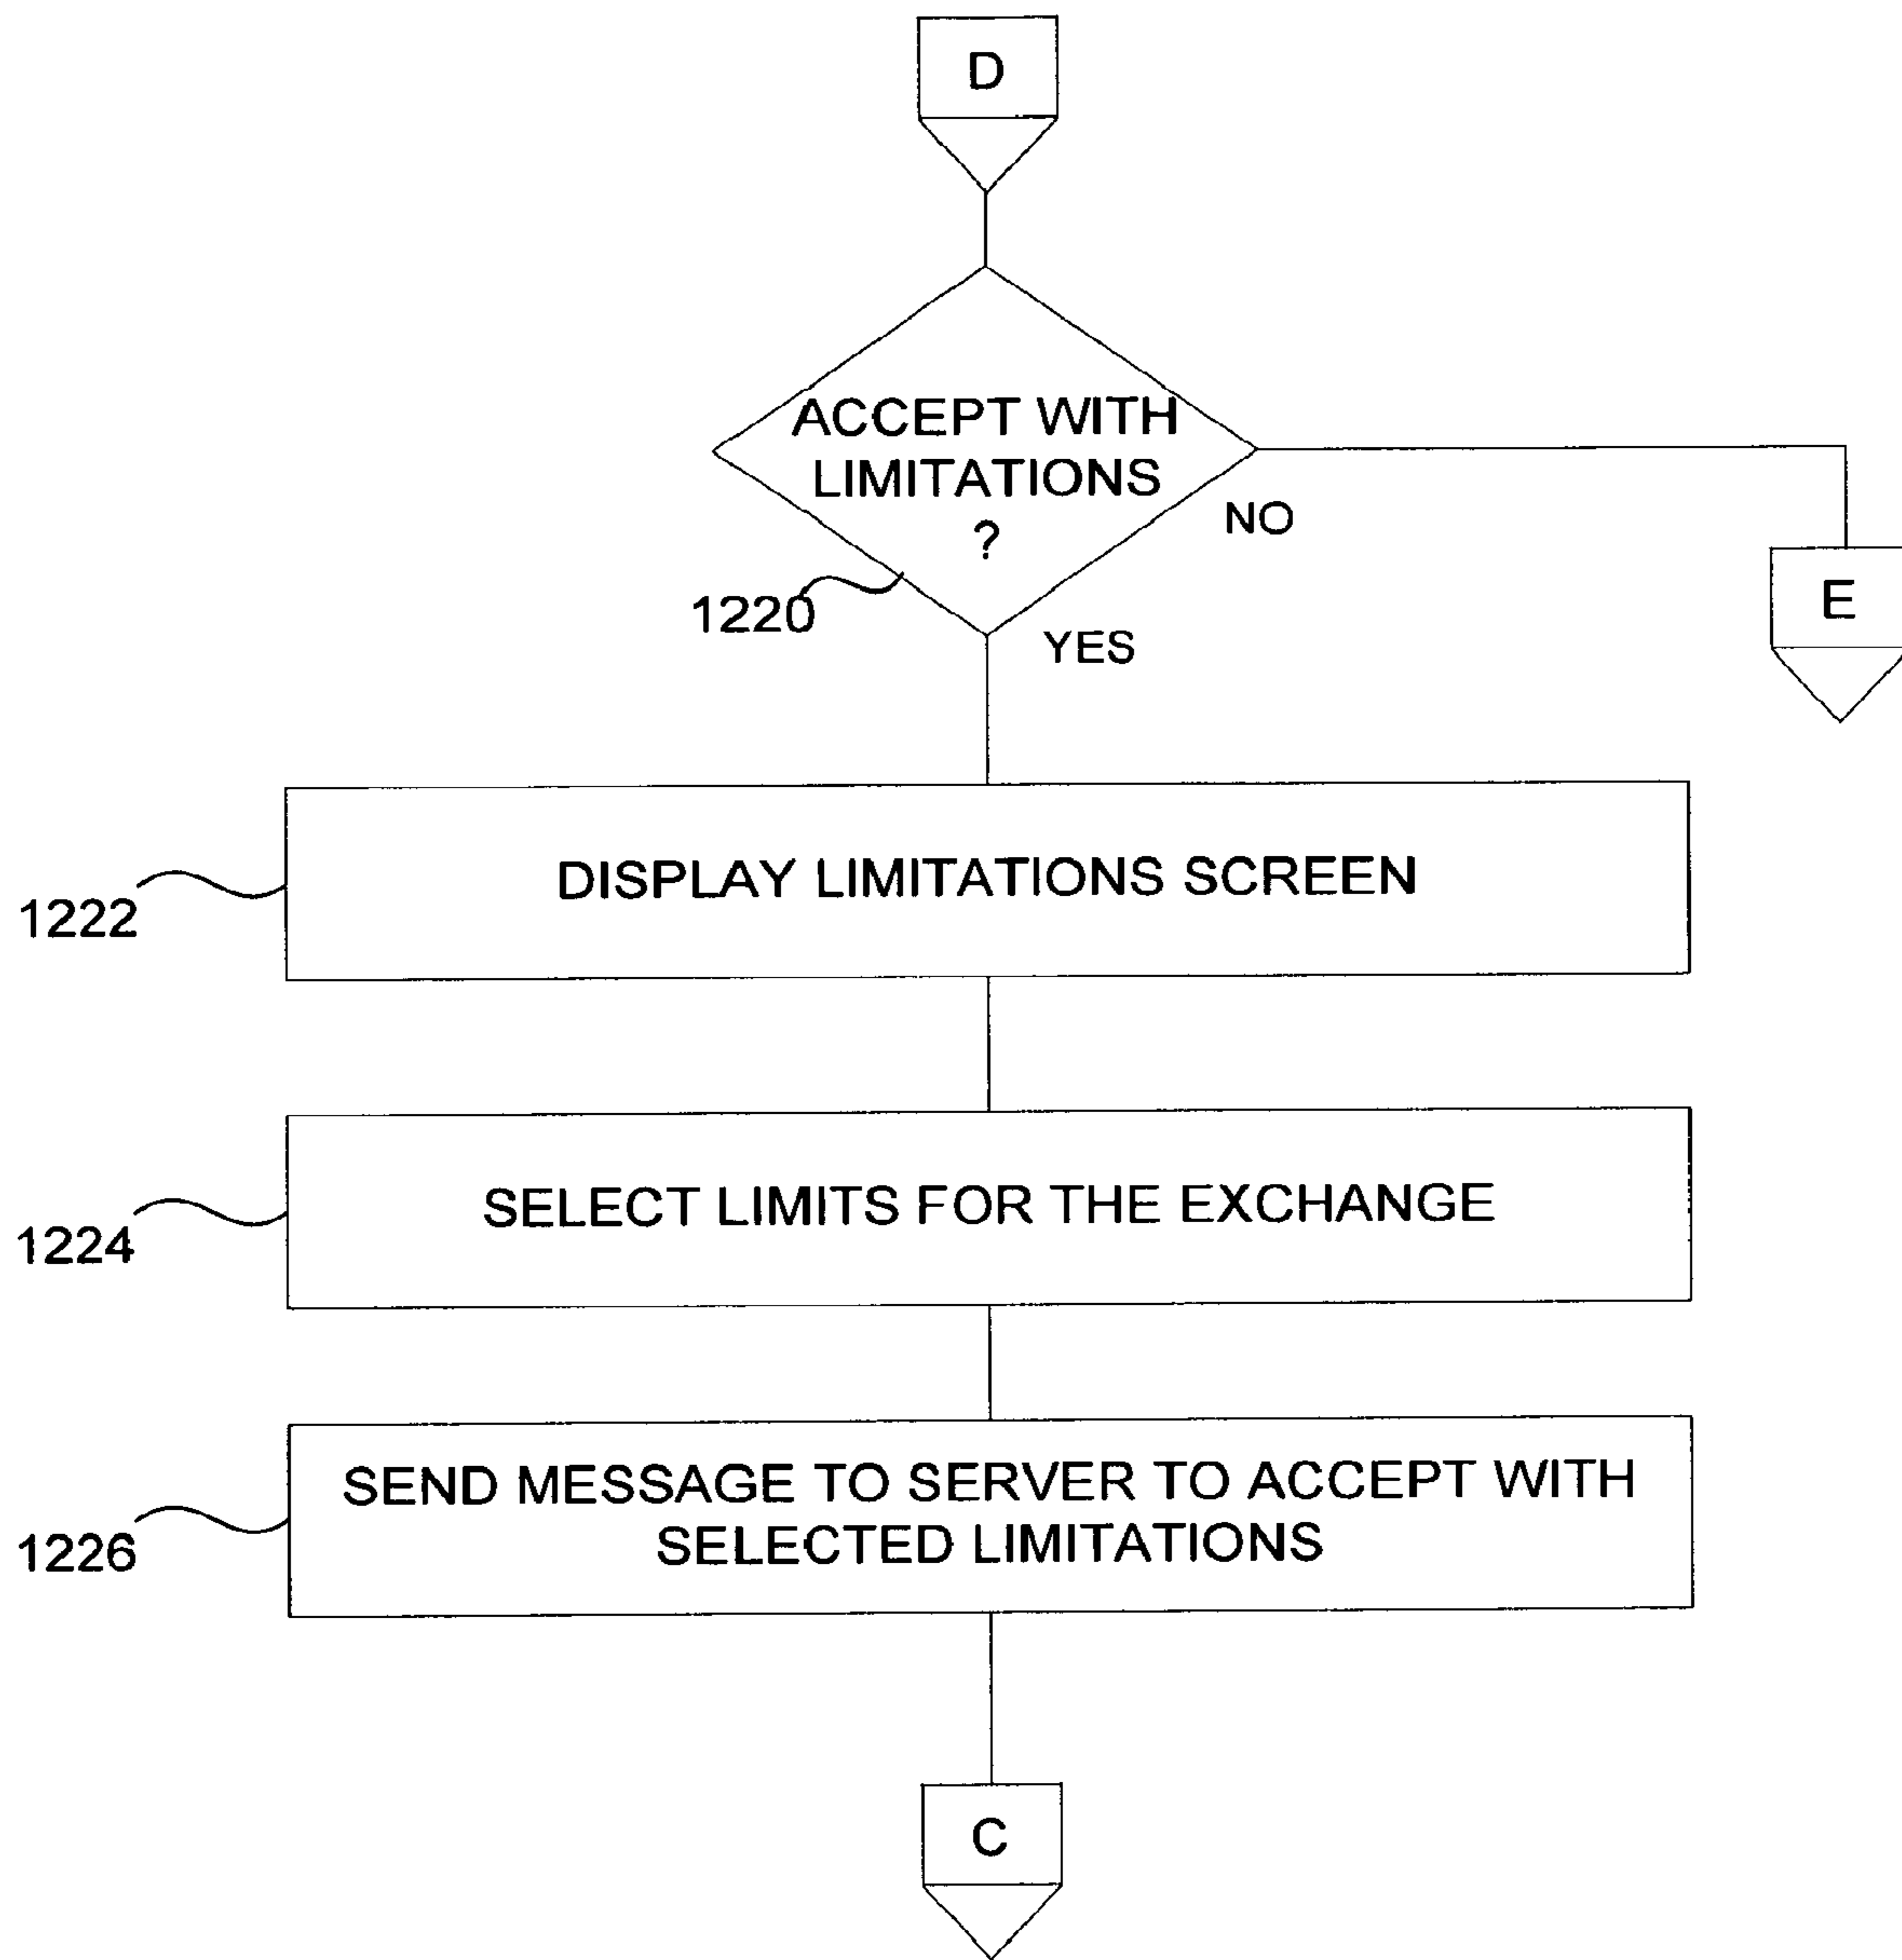 D
ACCEPT WITH
LIMITATIONS
?
NO
1220
YES
E
DISPLAY LIMITATIONS SCREEN
1222
SELECT LIMITS FOR THE EXCHANGE
1224
SEND MESSAGE TO SERVER TO ACCEPT WITH
SELECTED LIMITATIONS
1226
C